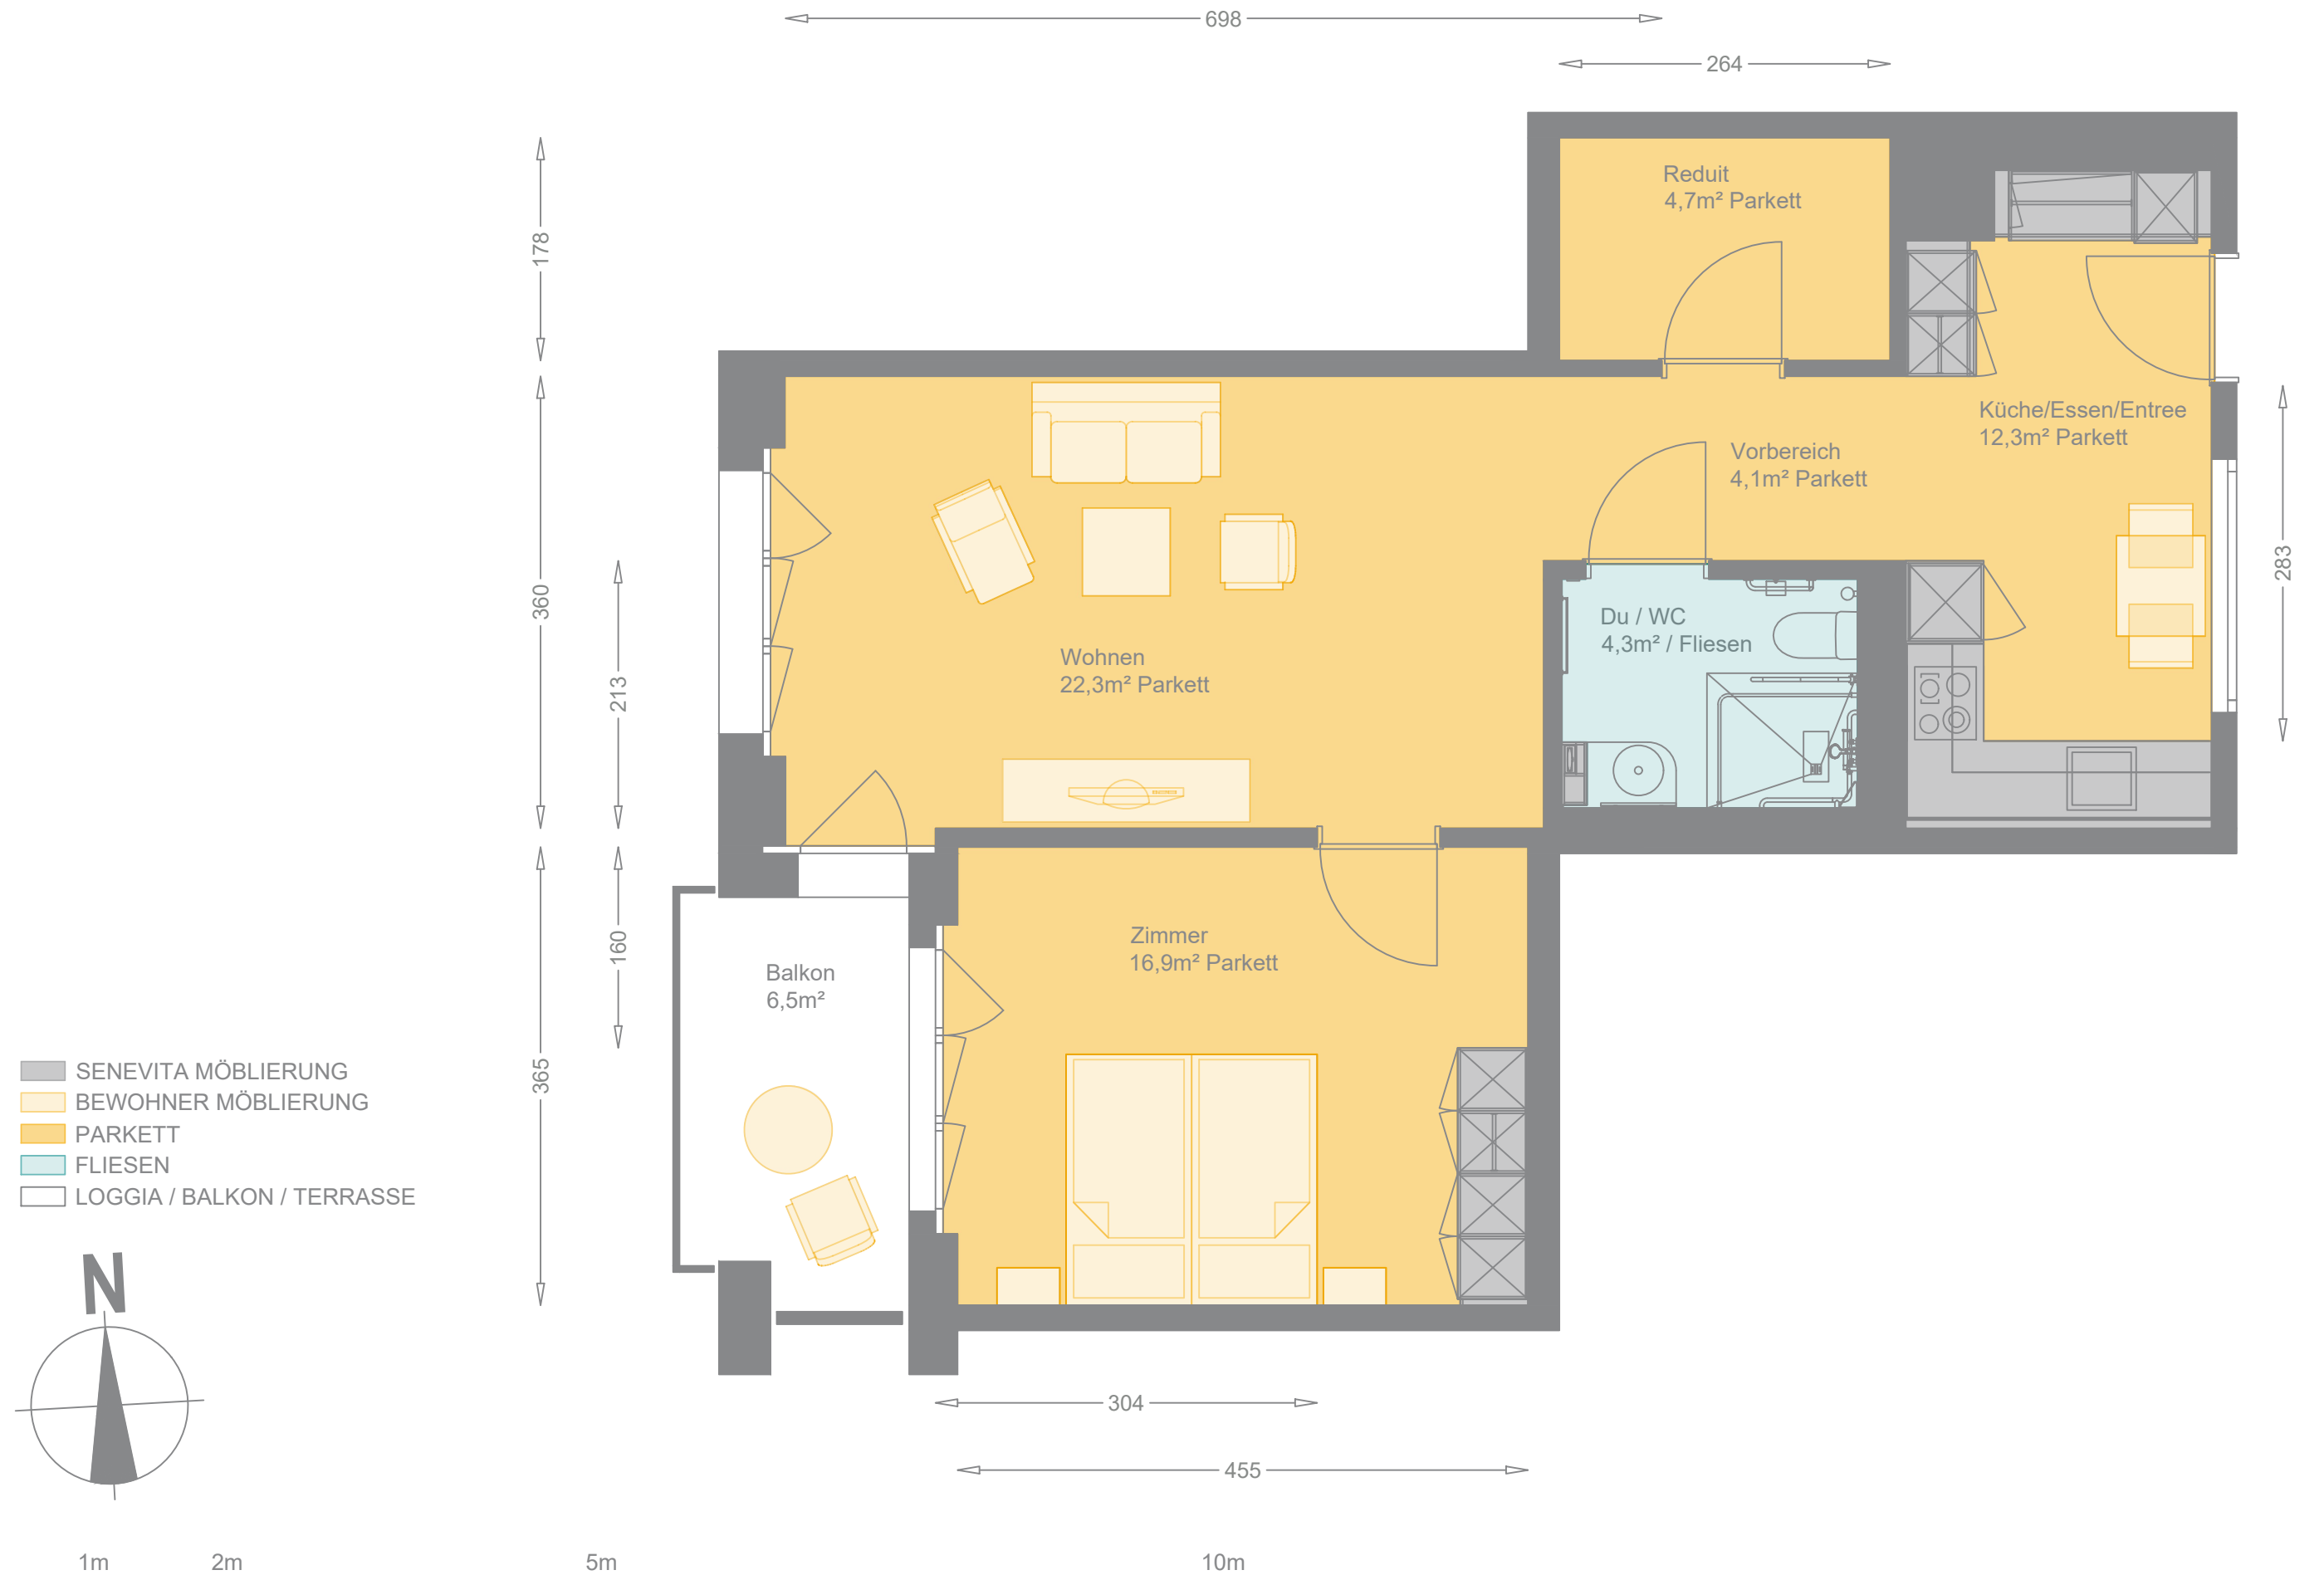 698
264
178
Reduit
4,7m² Parkett
Küche/Essen/Entree
12,3m² Parkett
Vorbereich
4,1m² Parkett
360
283
Du / WC
4,3m² / Fliesen
213
Wohnen
22,3m² Parkett
160
Zimmer
16,9m² Parkett
Balkon
6,5m²
365
SENEVITA MÖBLIERUNG
BEWOHNER MÖBLIERUNG
PARKETT
FLIESEN
LOGGIA / BALKON / TERRASSE
N
304
455
1m 2m 5m 10m